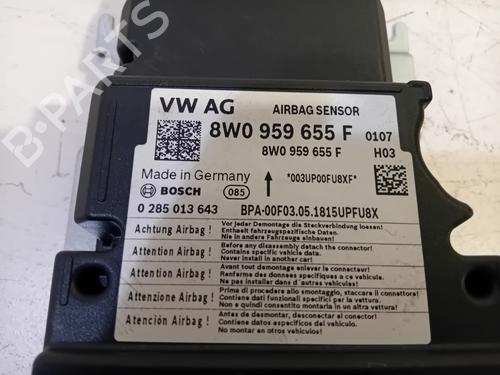 B-PARTS
VW AG
AIRBAG SENSOR
8W0 959 655 F 0107
8W0 959 655 F H03
Made in Germany
*003UP00FU8XF*
BOSCH 085
0 285 013 643 BPA-00F03.05.1815UPFU8X
Achtung Airbag !
Vor jeder Demontage die Steckverbindung loesen!
Enthaelt fahrzeugspezifische Daten.
Nie in andere Fahrzeuge einbauen!
Attention Airbag !
Before any disassembly detach the connector!
Contains specific vehicle data.
Never install in another car!
Attention Airbag !
Avant tout demontage enlever le connecteur!
Renferme des données specifiques a ce vehicule.
Ne pas installer dans d´autres vehicules!
Attenzione Airbag !
Prima di procedere allo smontaggio, staccare il connettore!
Contiene dati funzionali specifici per la vettura.
Non e quindi consentito montarla in un altra vettura!
Atención Airbag !
Antes de desmontar, desconectar el conector!
Contiene datos específicos del vehículo.
No montar en otros vehículos!